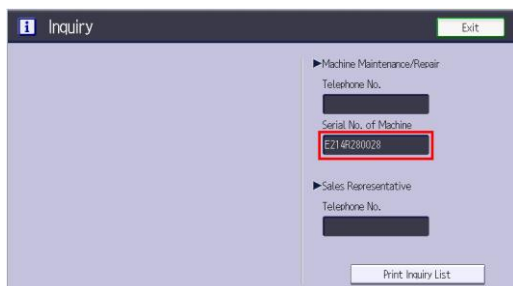 i Inquiry
Exit
▶Machine Maintenance/Repair
Telephone No.
Serial No. of Machine
E214R280028
▶Sales Representative
Telephone No.
Print Inquiry List